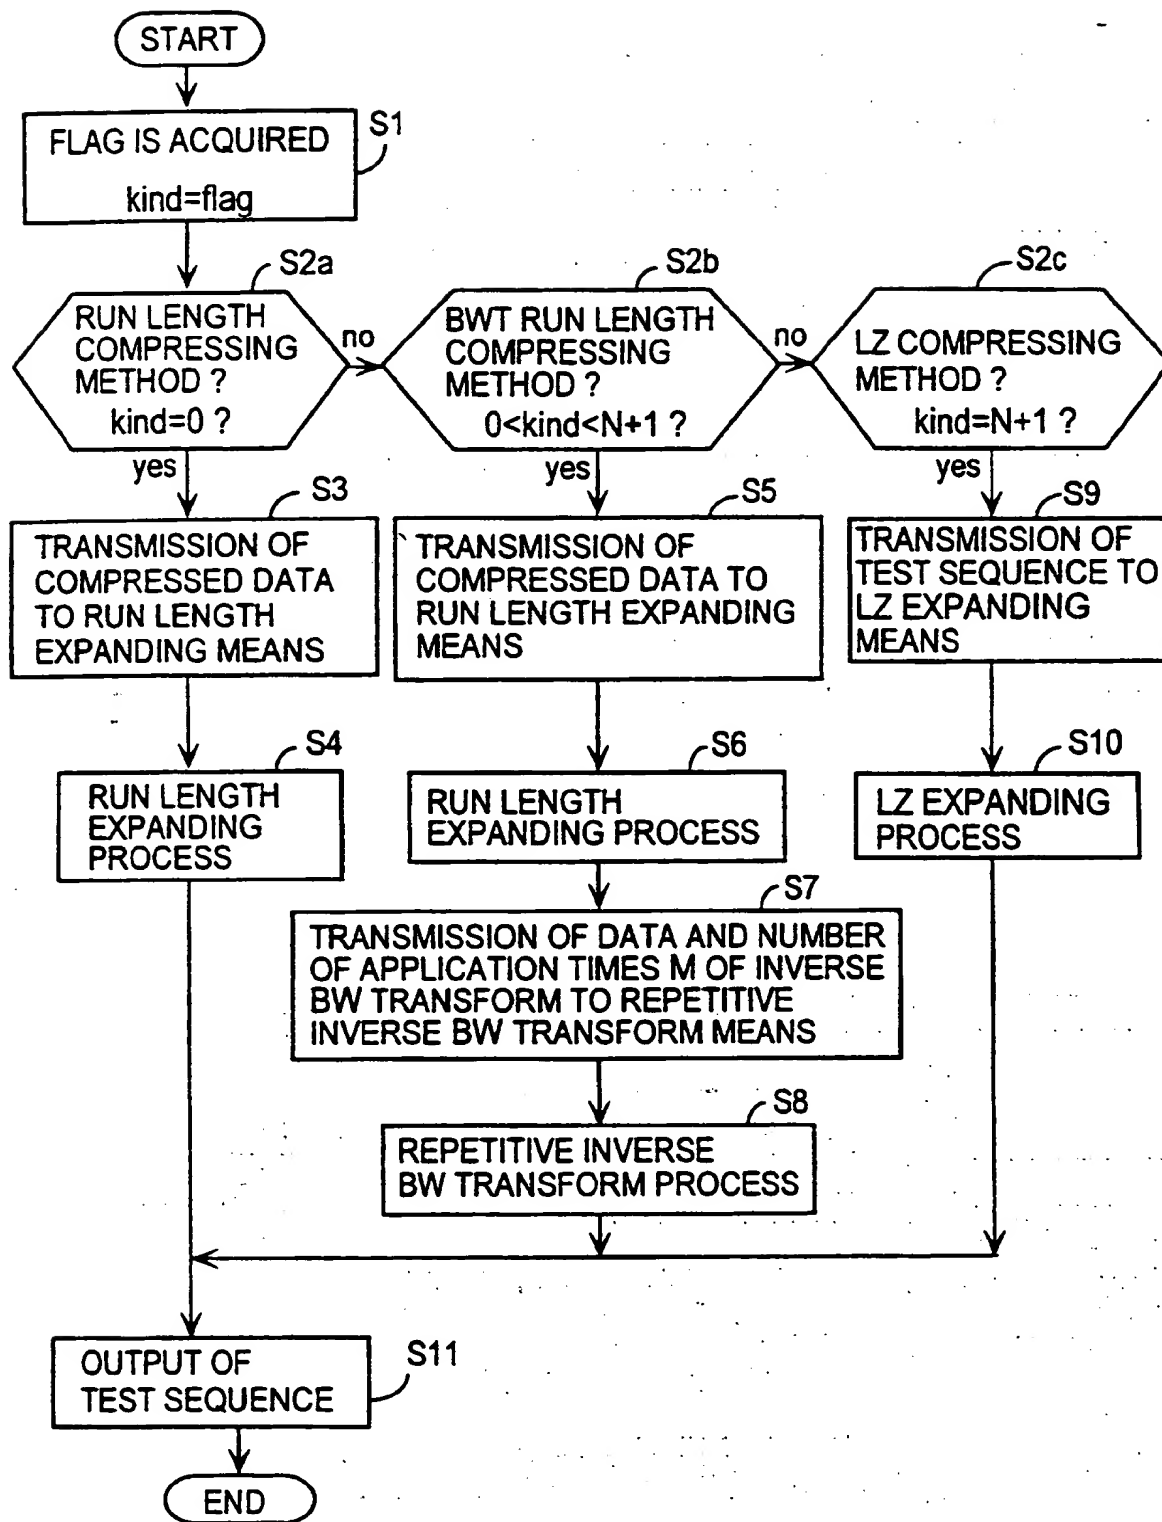 START
FLAG IS ACQUIRED
kind=flag
S1
S2a
RUN LENGTH
COMPRESSING
METHOD ?
kind=0 ?
no
yes
S2b
BWT RUN LENGTH
COMPRESSING
METHOD ?
0<kind<N+1 ?
no
yes
S2c
LZ COMPRESSING
METHOD ?
kind=N+1 ?
yes
S3
TRANSMISSION OF
COMPRESSED DATA
TO RUN LENGTH
EXPANDING MEANS
S5
TRANSMISSION OF
COMPRESSED DATA TO
RUN LENGTH EXPANDING
MEANS
S9
TRANSMISSION OF
TEST SEQUENCE TO
LZ EXPANDING
MEANS
S4
RUN LENGTH
EXPANDING
PROCESS
S6
RUN LENGTH
EXPANDING PROCESS
S10
LZ EXPANDING
PROCESS
S7
TRANSMISSION OF DATA AND NUMBER
OF APPLICATION TIMES M OF INVERSE
BW TRANSFORM TO REPETITIVE
INVERSE BW TRANSFORM MEANS
S8
REPETITIVE INVERSE
BW TRANSFORM PROCESS
OUTPUT OF
TEST SEQUENCE
S11
END